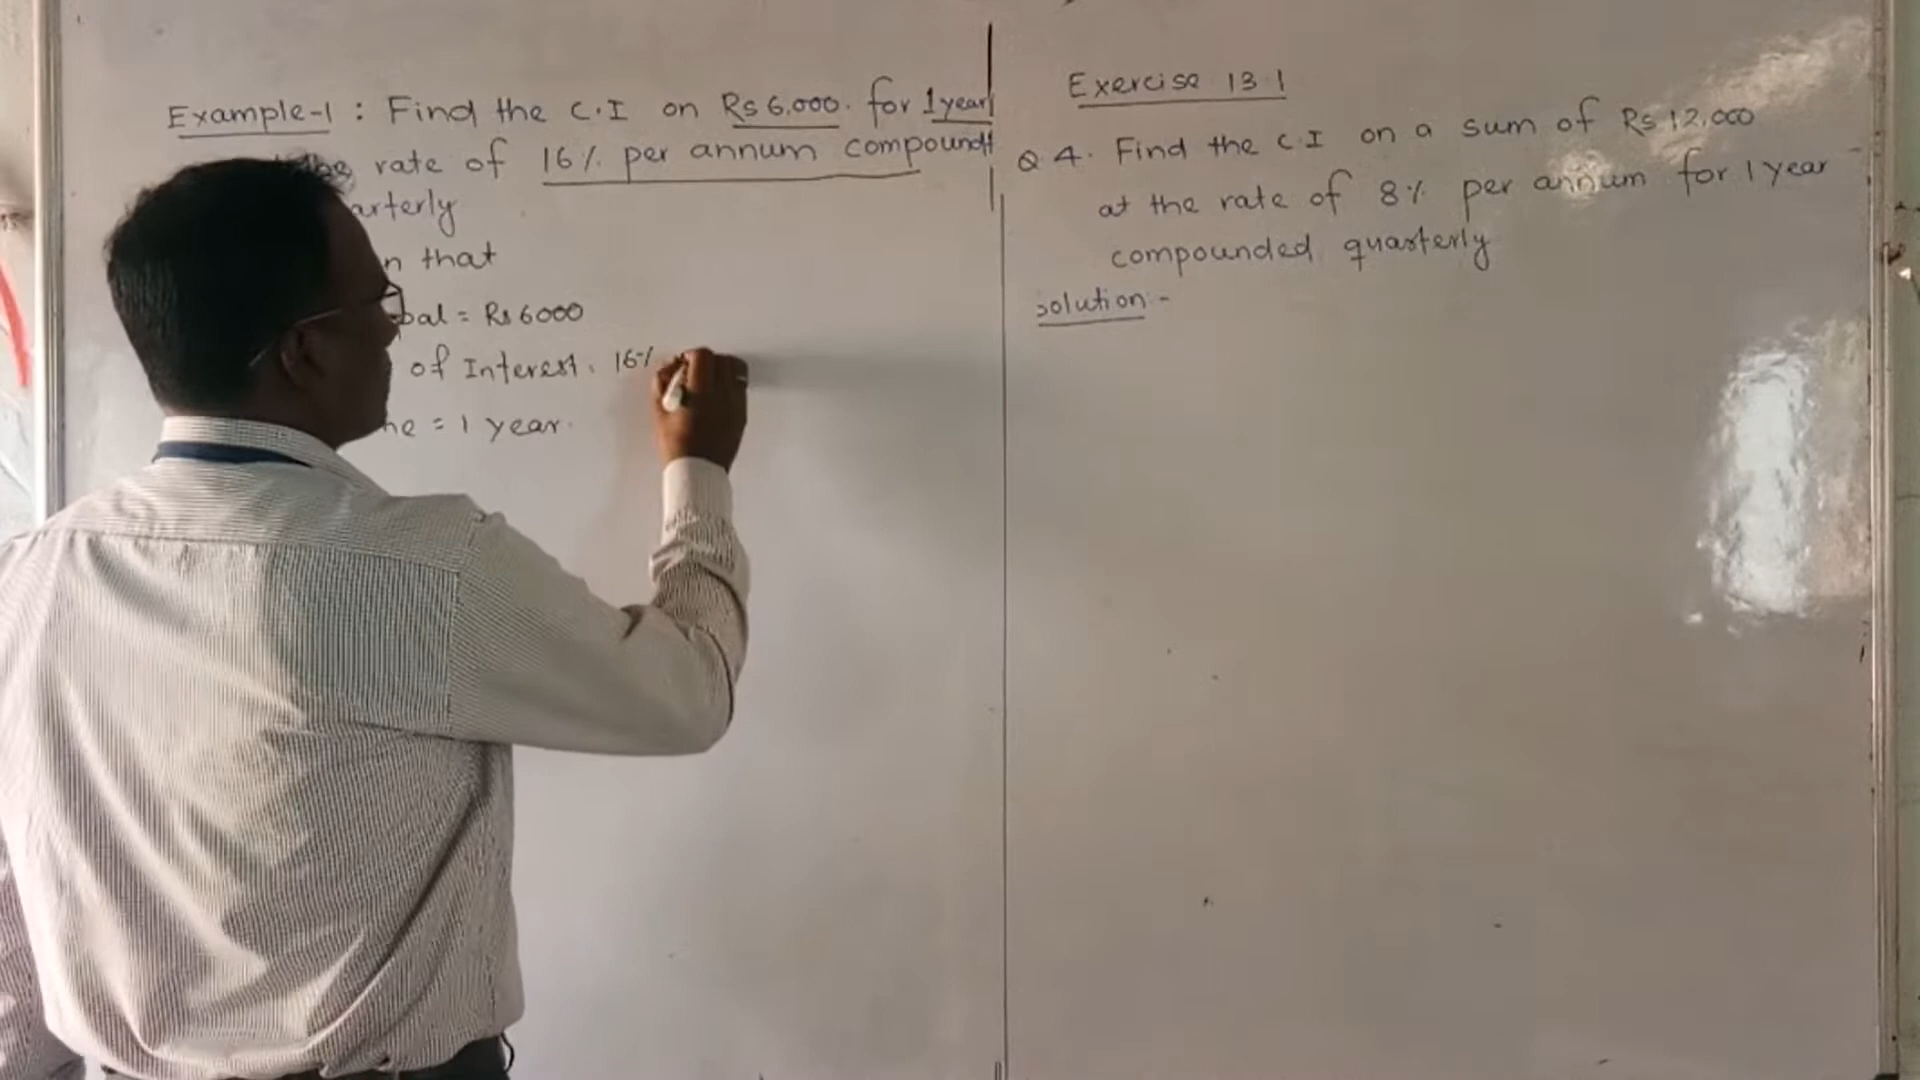 Example-1 : Find the C.I on Rs 6,000. for 1 year
rate of 16% per annum compound
arterly
n that
pal = Rs 6000
of Interest. 16%
ne = 1 year.
Exercise 13.1
Q 4. Find the C.I on a sum of Rs 12,000
at the rate of 8% per annum for 1 year
compounded quarterly
solution -